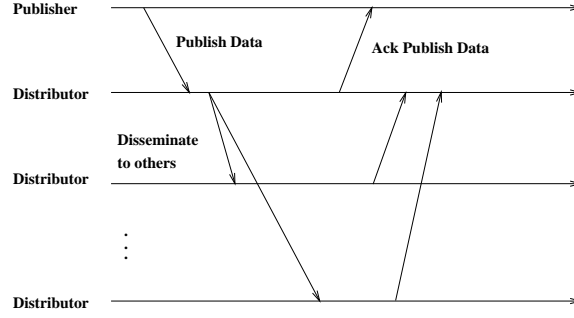 Publisher
Publish Data
Ack Publish Data
Distributor
Disseminate
to others
Distributor
Distributor